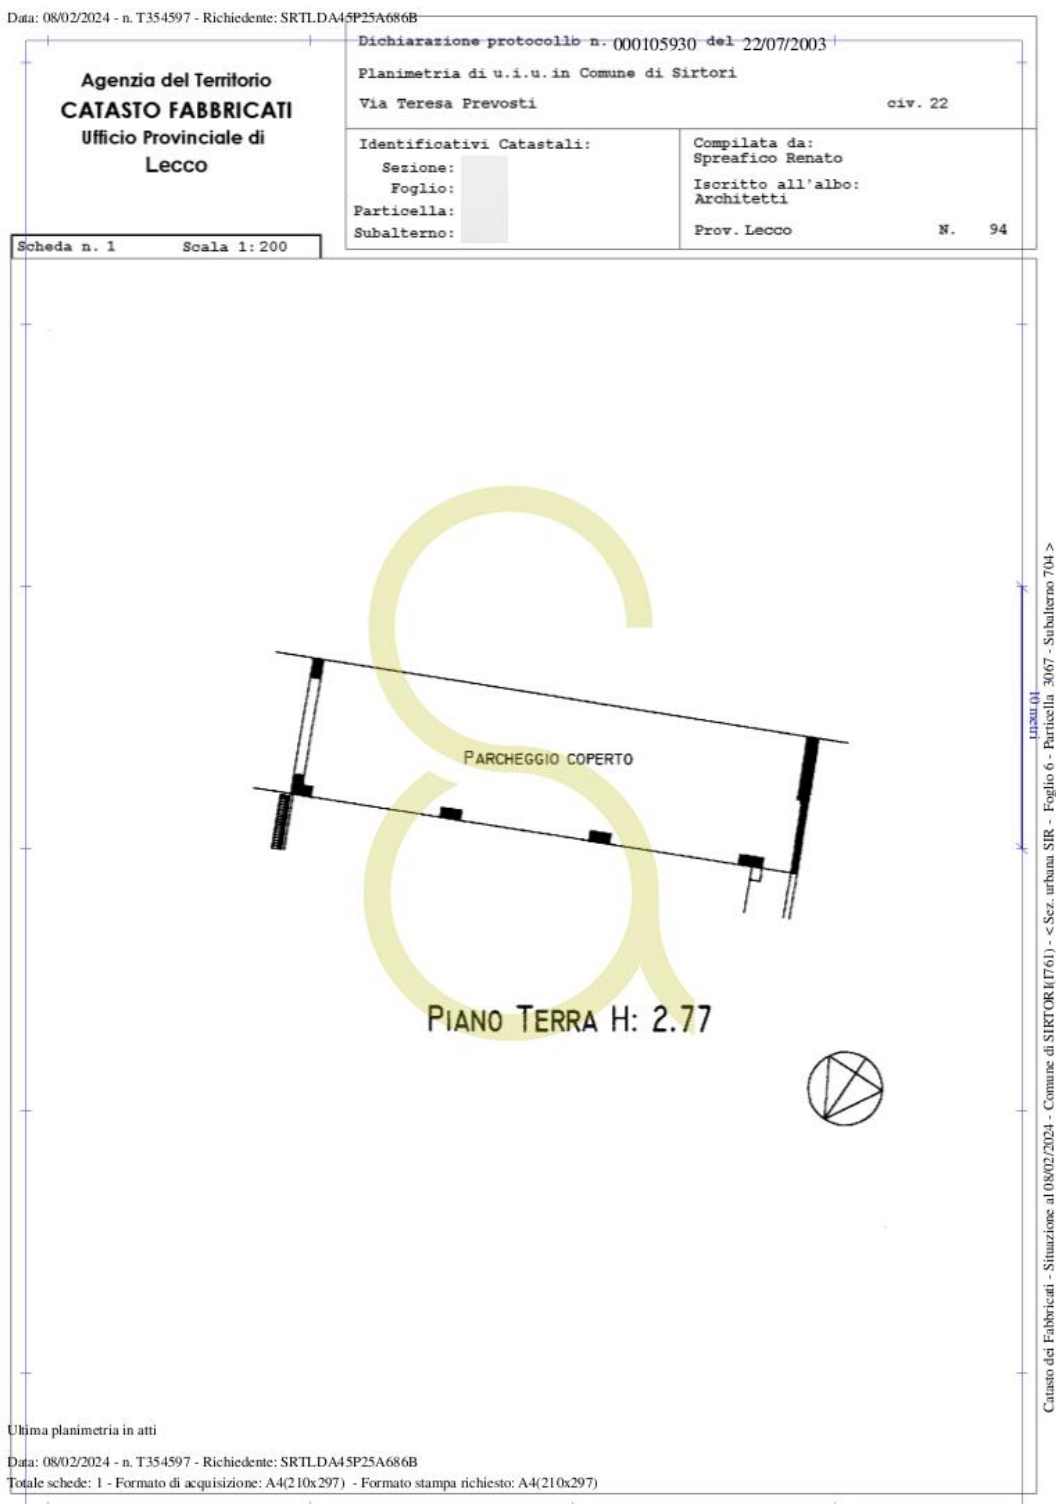 Data: 08/02/2024 - n. T354597 - Richiedente: SRTLDA45P25A686B
Agenzia del Territorio
CATASTO FABBRICATI
Ufficio Provinciale di
Lecco
Dichiarazione protocollo n. 000105930 del 22/07/2003
Planimetria di u.i.u. in Comune di Sirtori
Via Teresa Prevosti civ. 22
Identificativi Catastali:
Sezione:
Foglio:
Particella:
Subalterno:
Compilata da:
Spreafico Renato
Iscritto all'albo:
Architetti
Prov. Lecco N. 94
Scheda n. 1 Scala 1:200
PARCHEGGIO COPERTO
PIANO TERRA H: 2.77
10 metri
Catasto dei Fabbricati - Situazione al 08/02/2024 - Comune di SIRTORI(I761) - < Sez. urbana SIR - Foglio 6 - Particella 3067 - Subalterno 704 >
Ultima planimetria in atti
Data: 08/02/2024 - n. T354597 - Richiedente: SRTLDA45P25A686B
Totale schede: 1 - Formato di acquisizione: A4(210x297) - Formato stampa richiesto: A4(210x297)